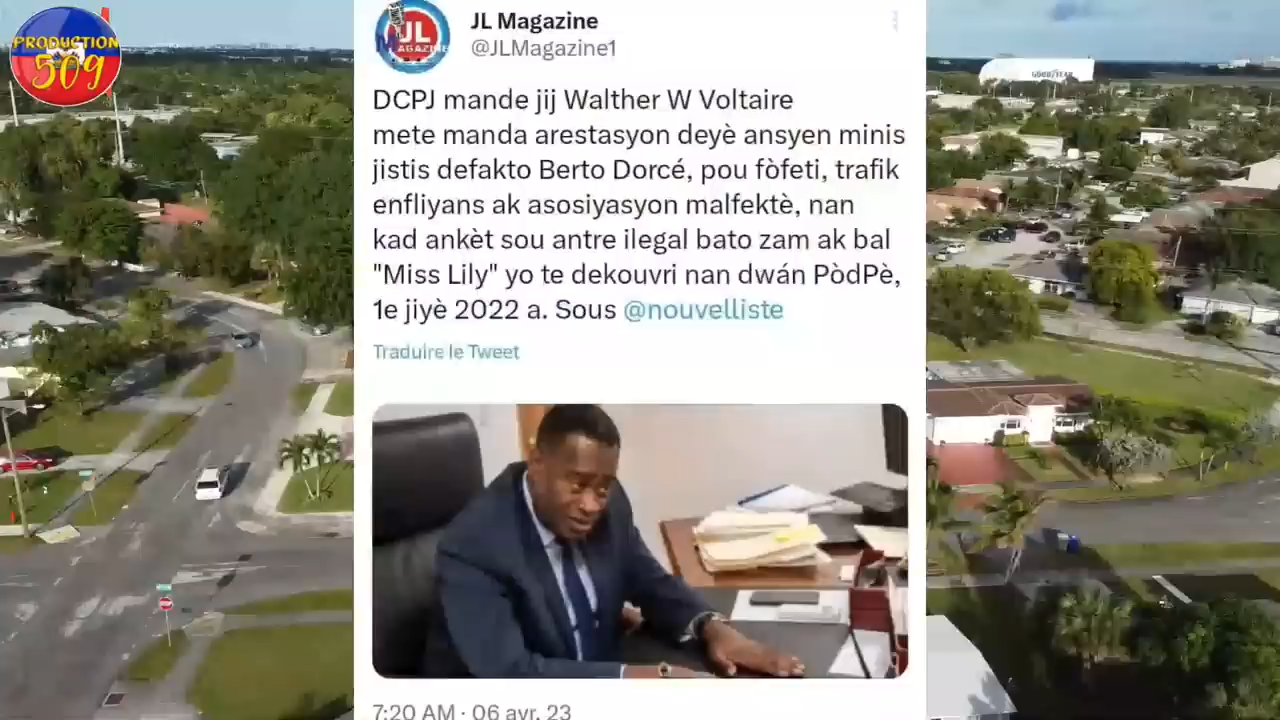 PRODUCTION
509
JL
MAGAZINE
JL Magazine
@JLMagazine1
DCPJ mande jij Walther W Voltaire
mete manda arestasyon deyè ansyen minis
jistis defakto Berto Dorcé, pou fòfeti, trafik
enfliyans ak asosiyasyon malfektè, nan
kad ankèt sou antre ilegal bato zam ak bal
"Miss Lily" yo te dekouvri nan dwán PòdPè,
1e jiyè 2022 a. Sous @nouvelliste
Traduire le Tweet
GOODYEAR
7:20 AM · 06 avr. 23